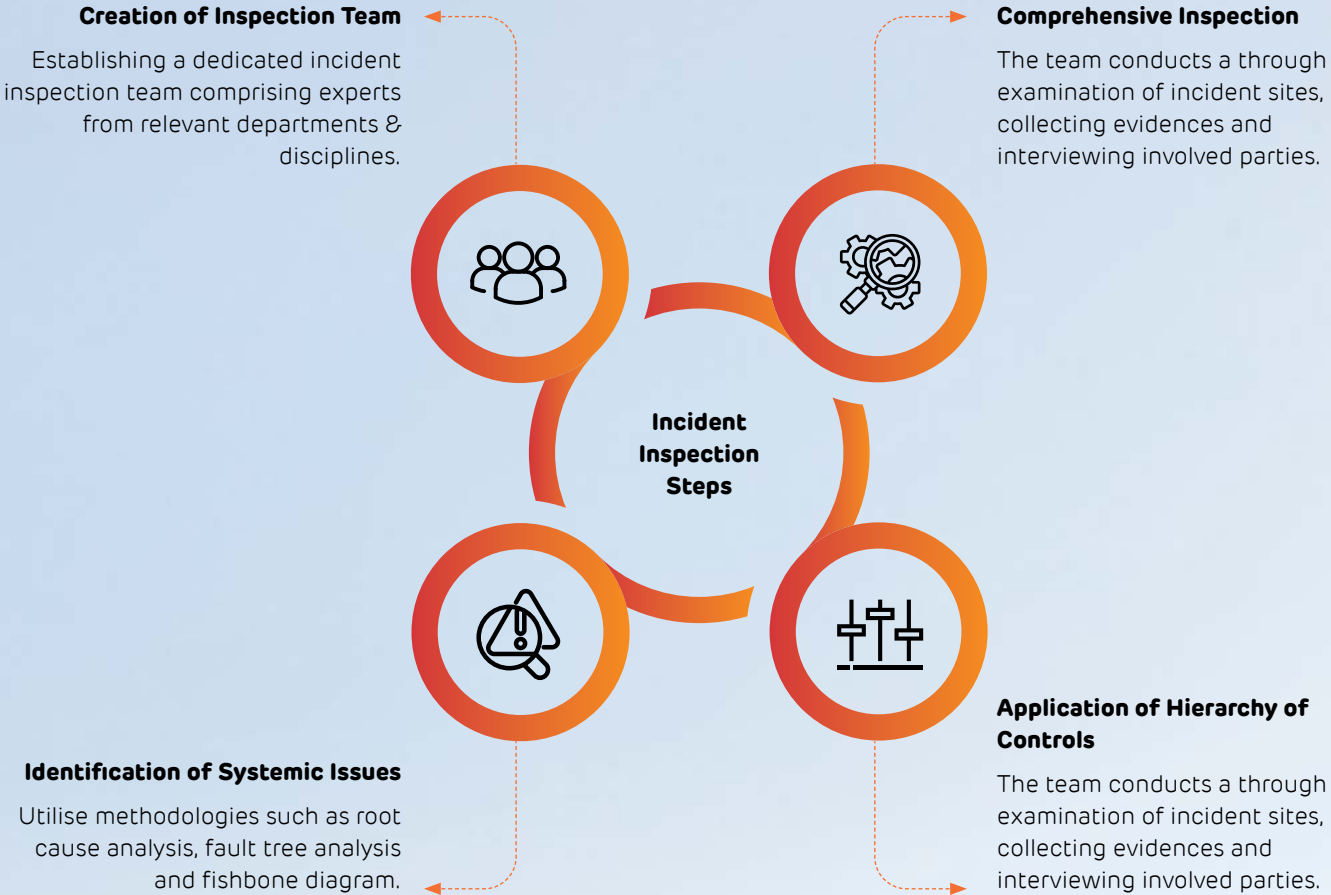 Creation of Inspection Team
Establishing a dedicated incident
inspection team comprising experts
from relevant departments &
disciplines.
Comprehensive Inspection
The team conducts a through
examination of incident sites,
collecting evidences and
interviewing involved parties.
Incident
Inspection
Steps
Identification of Systemic Issues
Utilise methodologies such as root
cause analysis, fault tree analysis
and fishbone diagram.
Application of Hierarchy of
Controls
The team conducts a through
examination of incident sites,
collecting evidences and
interviewing involved parties.